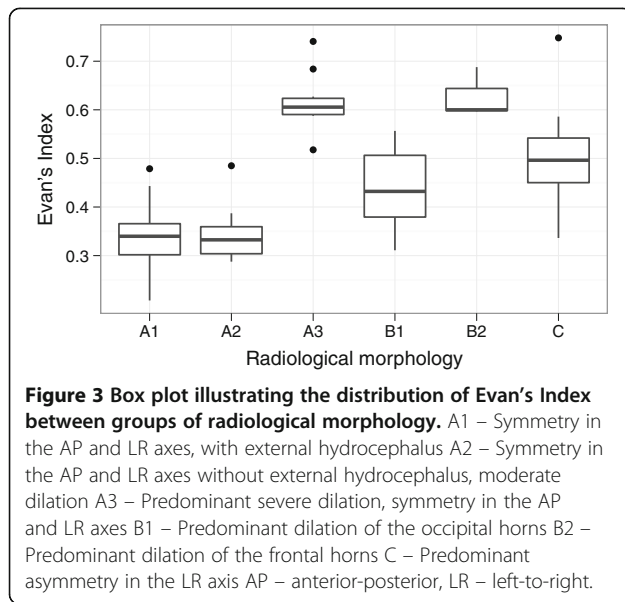 0.7
0.6
0.5
0.4
0.3
Evan's Index
A1 A2 A3 B1 B2 C
Radiological morphology
Figure 3 Box plot illustrating the distribution of Evan's Index
between groups of radiological morphology. A1 – Symmetry in
the AP and LR axes, with external hydrocephalus A2 – Symmetry in
the AP and LR axes without external hydrocephalus, moderate
dilation A3 – Predominant severe dilation, symmetry in the AP
and LR axes B1 – Predominant dilation of the occipital horns B2 –
Predominant dilation of the frontal horns C – Predominant
asymmetry in the LR axis AP – anterior-posterior, LR – left-to-right.